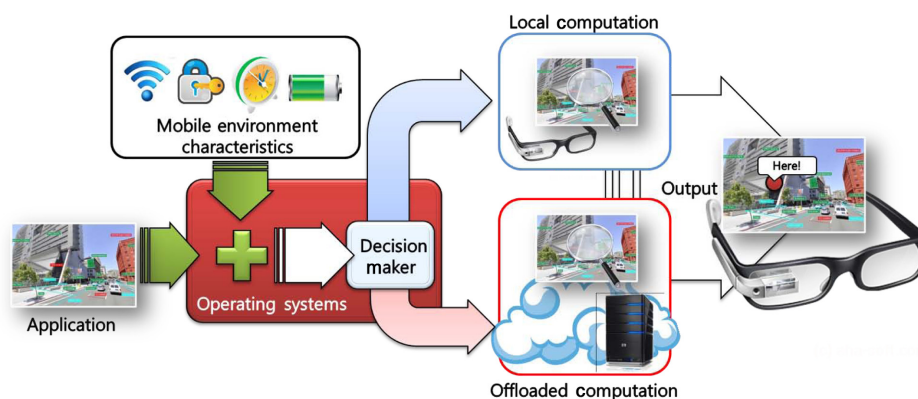 Local computation
Mobile environment
characteristics
Here!
Output
Decision
maker
Operating systems
Application
Offloaded computation